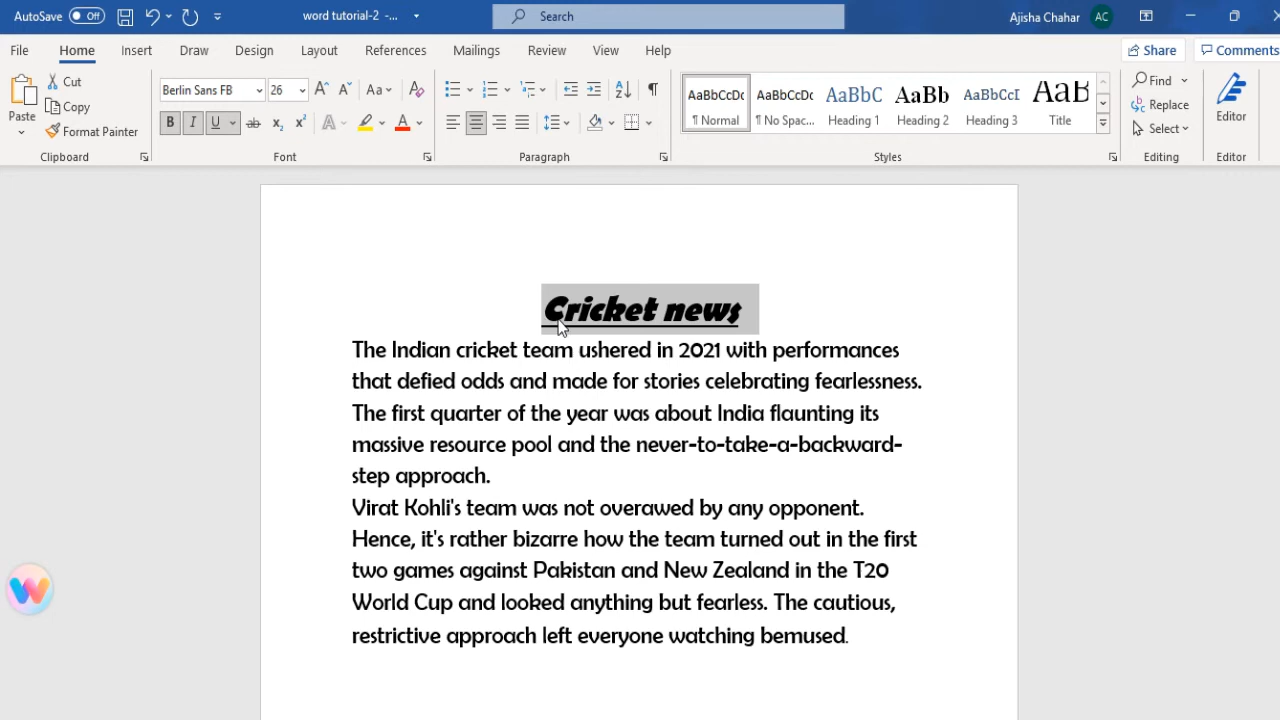 AutoSave Off word tutorial-2 -... Search Ajisha Chahar AC
File Home Insert Draw Design Layout References Mailings Review View Help Share Comments
Paste Cut Copy Format Painter Clipboard
Berlin Sans FB 26 Aa A
B I U ab x₂ x² A A Font
Paragraph
AaBbCcDc AaBbCcDc AaBbC AaBb AaBbCcI AaB
¶ Normal ¶ No Spac... Heading 1 Heading 2 Heading 3 Title
Styles
Find Replace Select Editing
Editor
Editor
Cricket news
The Indian cricket team ushered in 2021 with performances
that defied odds and made for stories celebrating fearlessness.
The first quarter of the year was about India flaunting its
massive resource pool and the never-to-take-a-backward-
step approach.
Virat Kohli's team was not overawed by any opponent.
Hence, it's rather bizarre how the team turned out in the first
two games against Pakistan and New Zealand in the T20
World Cup and looked anything but fearless. The cautious,
restrictive approach left everyone watching bemused.